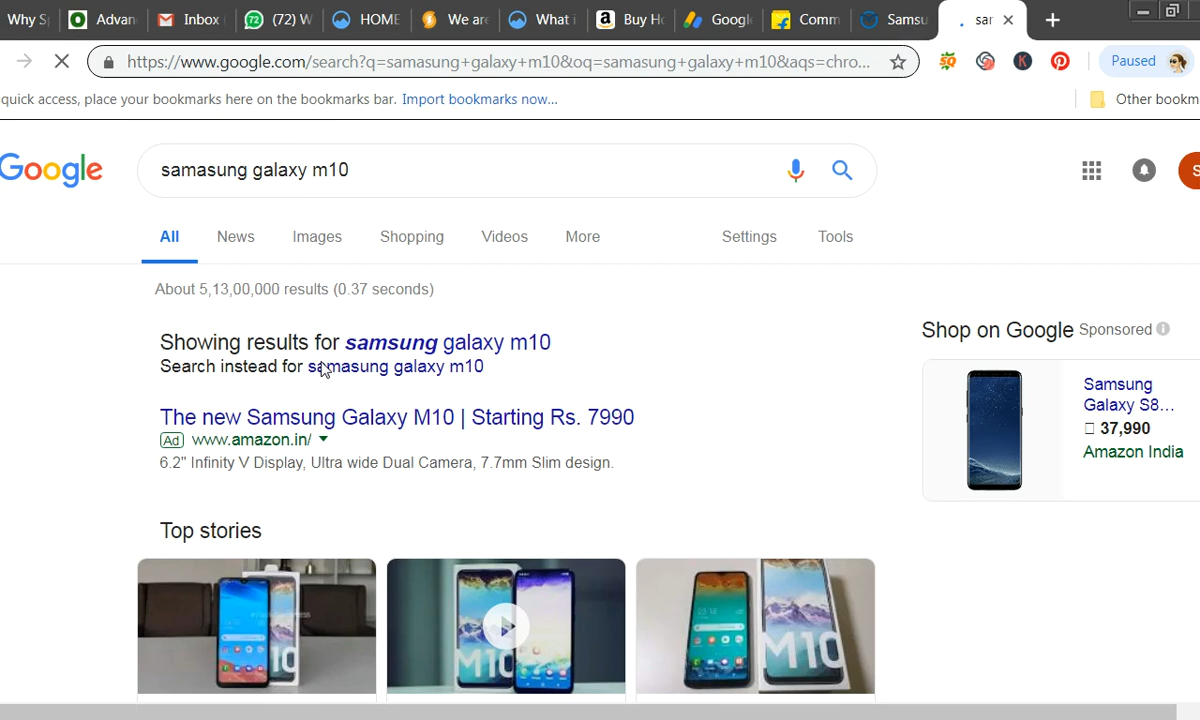 Why Sp
Advan
Inbox
(72) W
HOME
We are
What i
Buy Ho
Google
Comm
Samsu
sar
https://www.google.com/search?q=samasung+galaxy+m10&oq=samasung+galaxy+m10&aqs=chro...
Paused
quick access, place your bookmarks here on the bookmarks bar. Import bookmarks now...
Other bookm
Google
samasung galaxy m10
All
News
Images
Shopping
Videos
More
Settings
Tools
About 5,13,00,000 results (0.37 seconds)
Showing results for samsung galaxy m10
Search instead for samasung galaxy m10
The new Samsung Galaxy M10 | Starting Rs. 7990
Ad www.amazon.in/
6.2" Infinity V Display, Ultra wide Dual Camera, 7.7mm Slim design.
Shop on Google Sponsored
Samsung
Galaxy S8...
37,990
Amazon India
Top stories
10
M10
M10